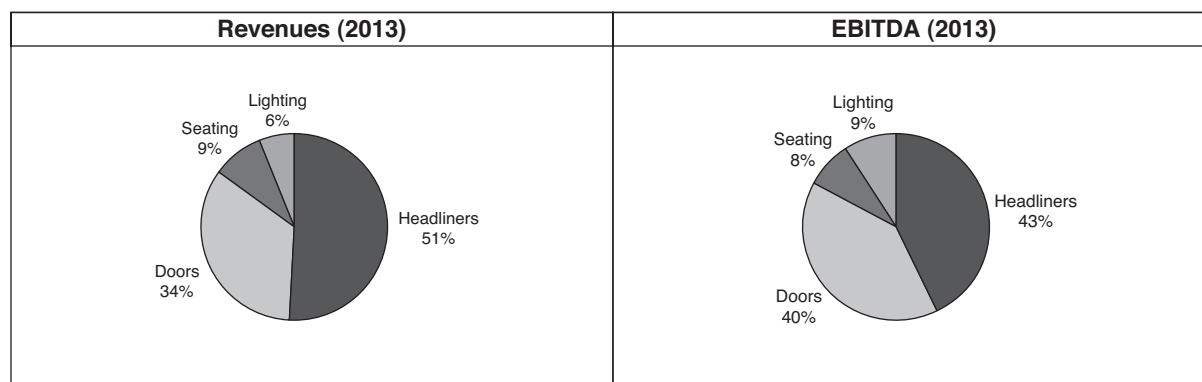 Revenues (2013)
Lighting
6%
Seating
9%
Headliners
51%
Doors
34%
EBITDA (2013)
Lighting
9%
Seating
8%
Headliners
43%
Doors
40%